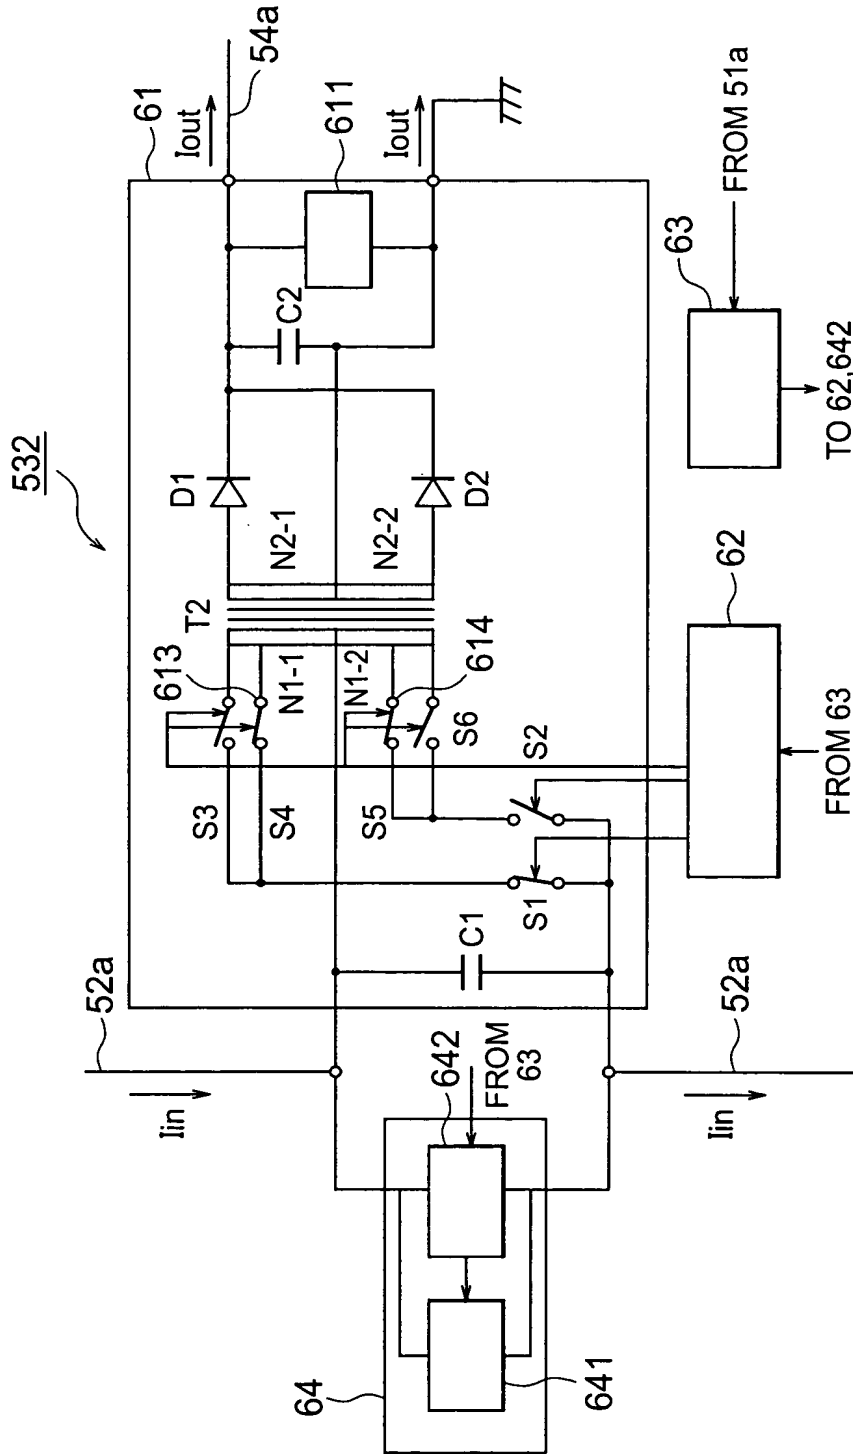 532
61
Iout
54a
611
Iout
C2
D1
D2
N2-1
N2-2
T2
613
N1-1
N1-2
614
S3
S4
S5
S6
S2
S1
C1
52a
Iin
642
FROM
63
64
641
52a
Iin
62
FROM 63
63
FROM 51a
TO 62,642